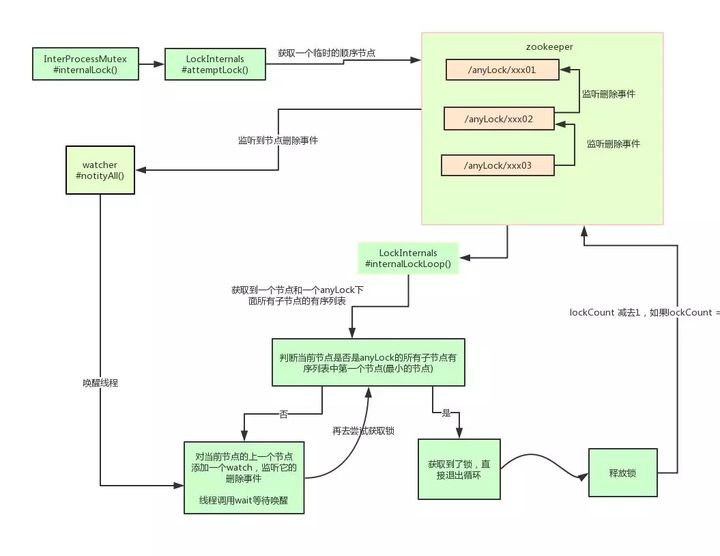 zookeeper
获取一个临时的顺序节点
InterProcessMutex
#internalLock()
LockInternals
#attemptLock()
/anyLock/xxx01
监听删除事件
/anyLock/xxx02
监听删除事件
/anyLock/xxx03
监听到节点删除事件
watcher
#notityAll()
LockInternals
#internalLockLoop()
获取到一个节点和一个anyLock下
面所有子节点的有序列表
lockCount 减去1，如果lockCount =
判断当前节点是否是anyLock的所有子节点有
序列表中第一个节点(最小的节点)
唤醒线程
否
再去尝试获取锁
是
对当前节点的上一个节点
添加一个watch，监听它的
删除事件
线程调用wait等待唤醒
获取到了锁，直
接退出循环
释放锁